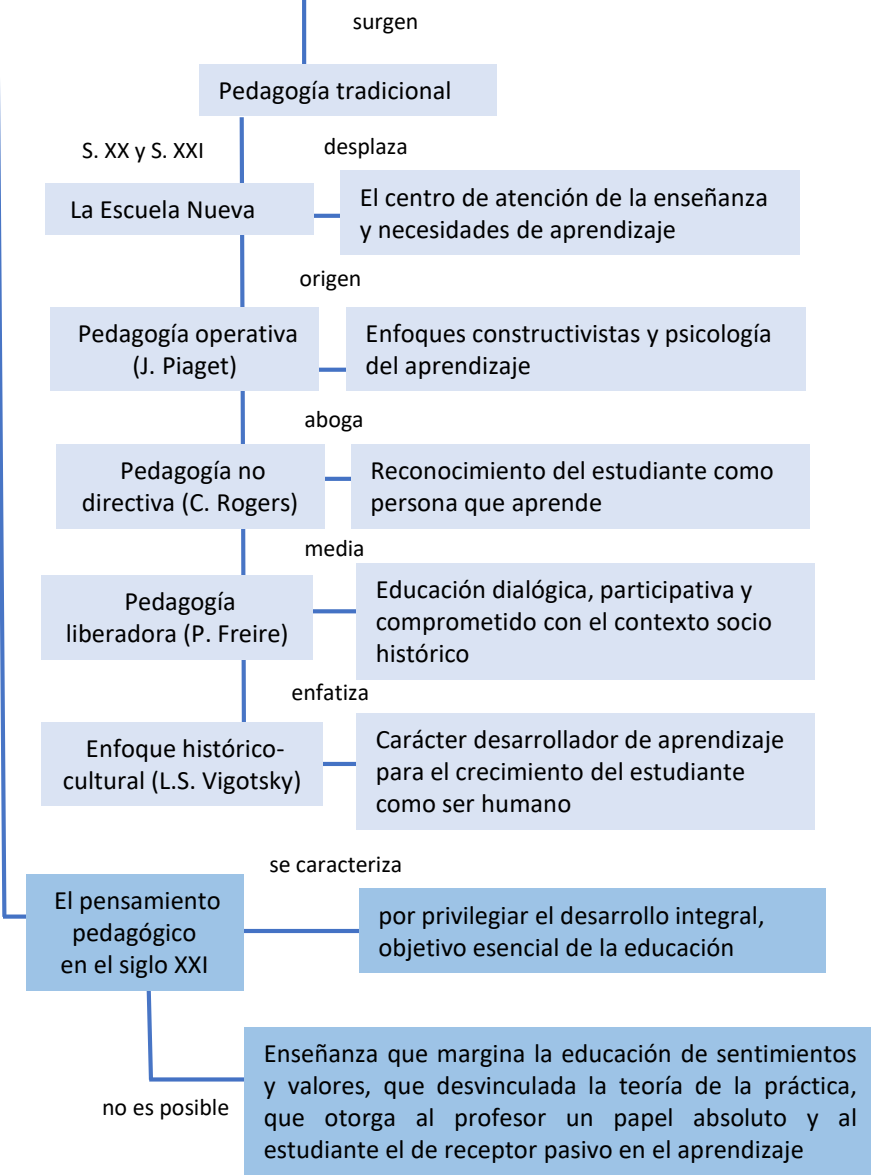 surgen
Pedagogía tradicional
S. XX y S. XXI
desplaza
La Escuela Nueva
El centro de atención de la enseñanza
y necesidades de aprendizaje
origen
Pedagogía operativa
(J. Piaget)
Enfoques constructivistas y psicología
del aprendizaje
aboga
Pedagogía no
directiva (C. Rogers)
Reconocimiento del estudiante como
persona que aprende
media
Pedagogía
liberadora (P. Freire)
Educación dialógica, participativa y
comprometido con el contexto socio
histórico
enfatiza
Enfoque histórico-
cultural (L.S. Vigotsky)
Carácter desarrollador de aprendizaje
para el crecimiento del estudiante
como ser humano
se caracteriza
El pensamiento
pedagógico
en el siglo XXI
por privilegiar el desarrollo integral,
objetivo esencial de la educación
no es posible
Enseñanza que margina la educación de sentimientos
y valores, que desvinculada la teoría de la práctica,
que otorga al profesor un papel absoluto y al
estudiante el de receptor pasivo en el aprendizaje